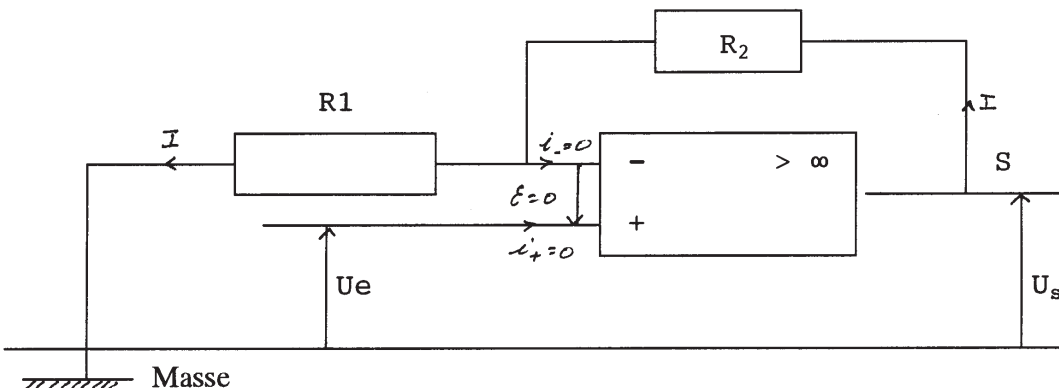 R₂
R1
I
I
i₋=0
- > ∞
S
ε=0
+
i₊=0
Ue
Uₛ
Masse